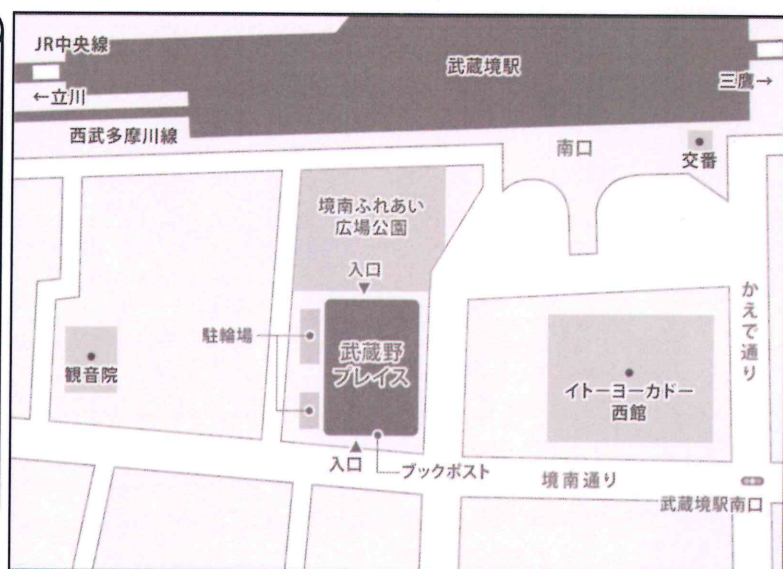 JR中央線
武蔵境駅
三鷹→
←立川
西武多摩川線
南口
交番
境南ふれあい
広場公園
入口
かえで通り
駐輪場
武蔵野
プレイス
観音院
イトーヨーカドー
西館
入口
ブックポスト
境南通り
武蔵境駅南口